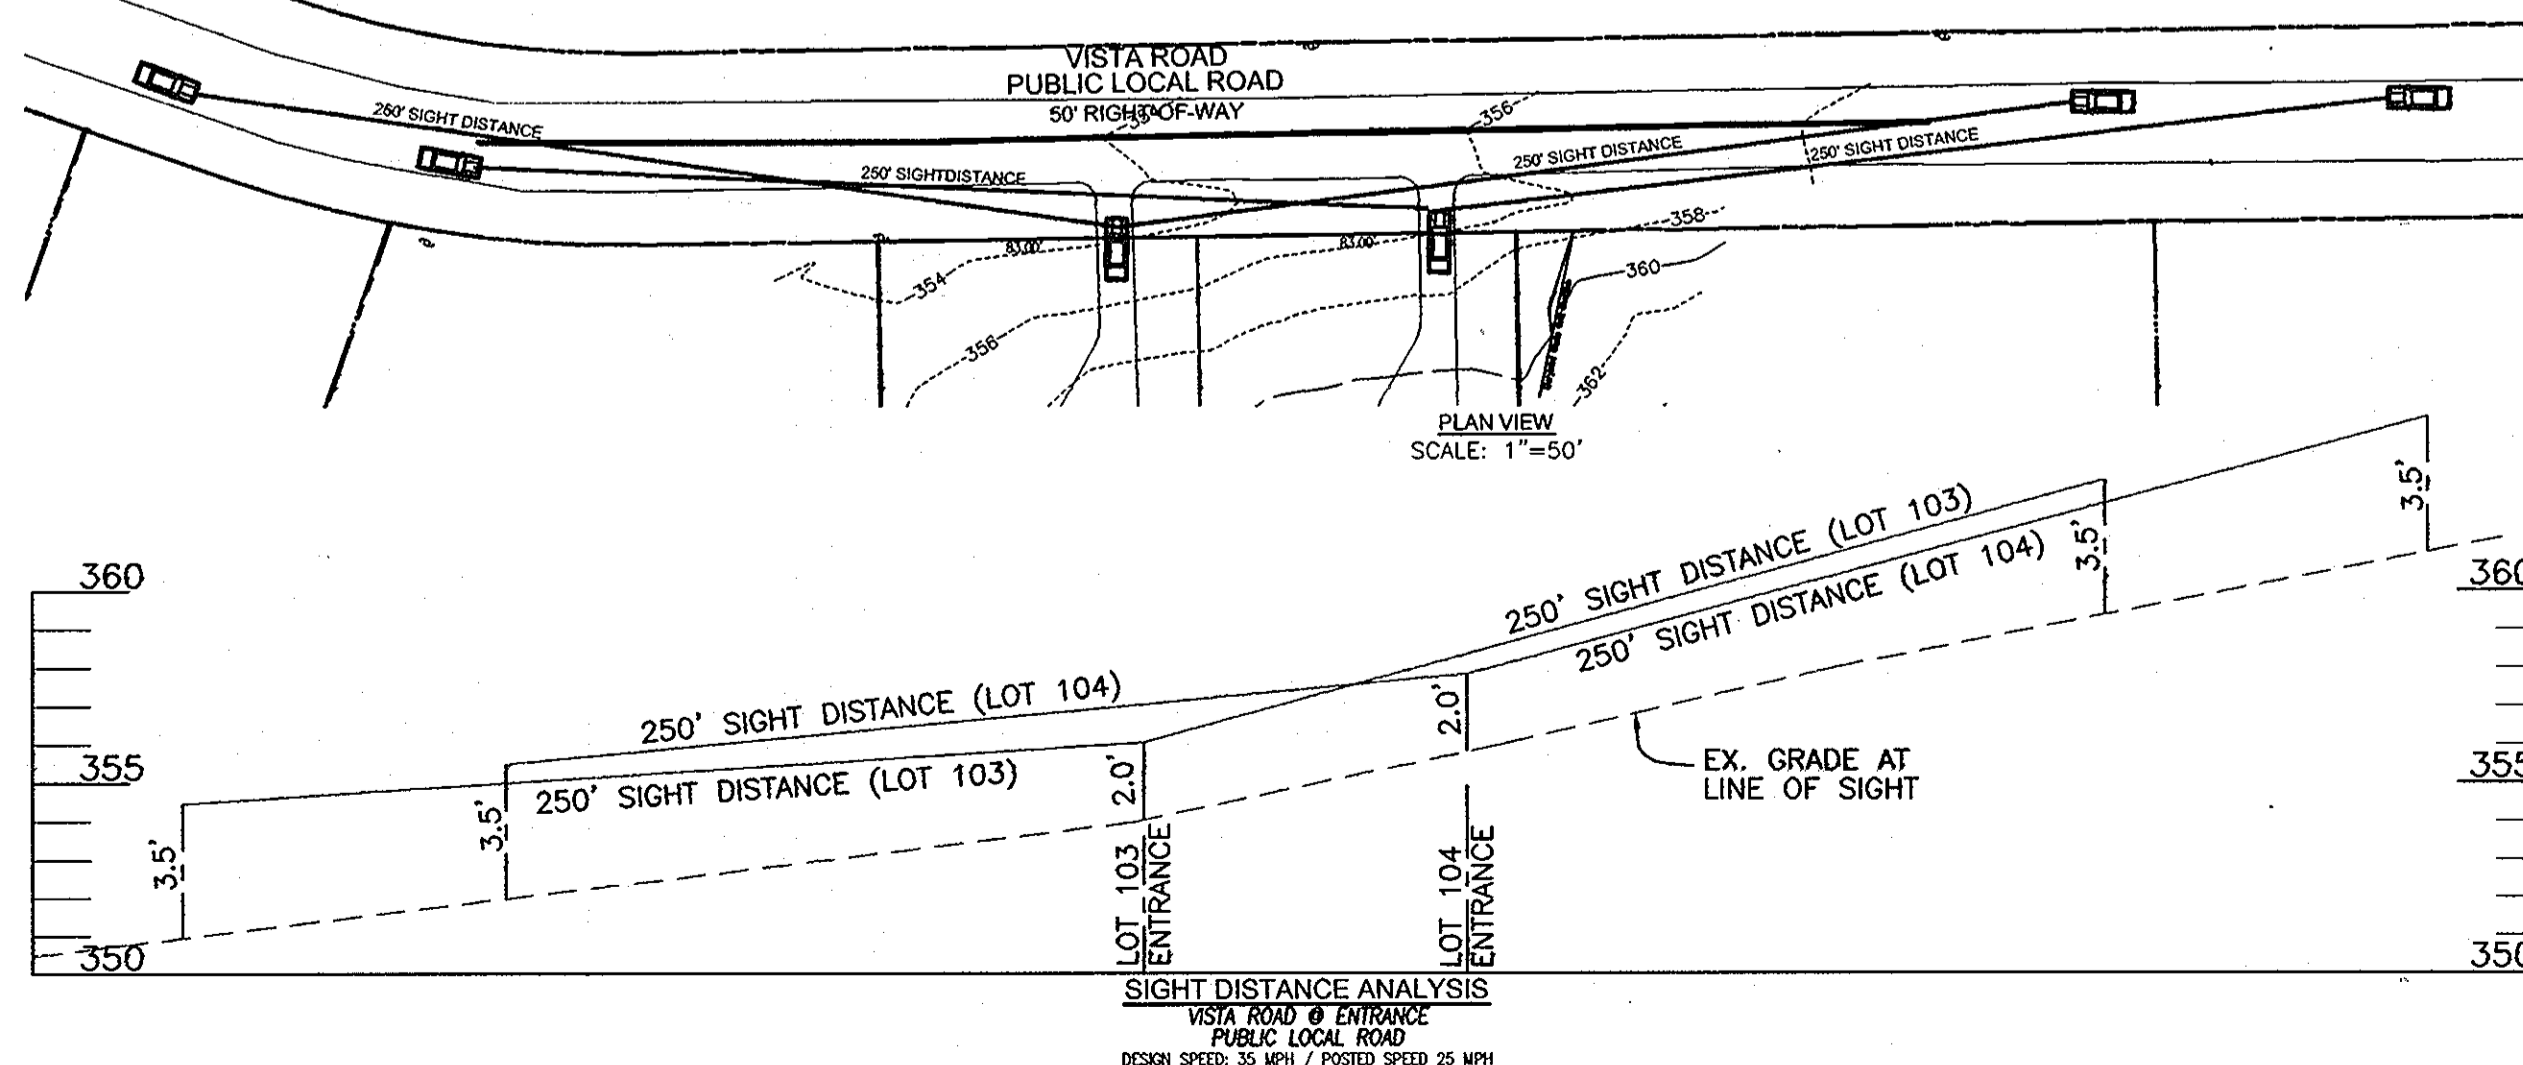 VISTA ROAD
PUBLIC LOCAL ROAD
50' RIGHT-OF-WAY
250' SIGHT DISTANCE
250' SIGHTDISTANCE
250' SIGHT DISTANCE
250' SIGHT DISTANCE
354
356
358
83.00'
83.00'
354
360
356
362
PLAN VIEW
SCALE: 1"=50'
3.5'
3.5'
250' SIGHT DISTANCE (LOT 103)
250' SIGHT DISTANCE (LOT 104)
360
360
250' SIGHT DISTANCE (LOT 104)
250' SIGHT DISTANCE (LOT 103)
2.0'
2.0'
355
355
EX. GRADE AT
LINE OF SIGHT
3.5'
3.5'
LOT 103
ENTRANCE
LOT 104
ENTRANCE
350
350
SIGHT DISTANCE ANALYSIS
VISTA ROAD @ ENTRANCE
PUBLIC LOCAL ROAD
DESIGN SPEED: 35 MPH / POSTED SPEED 25 MPH